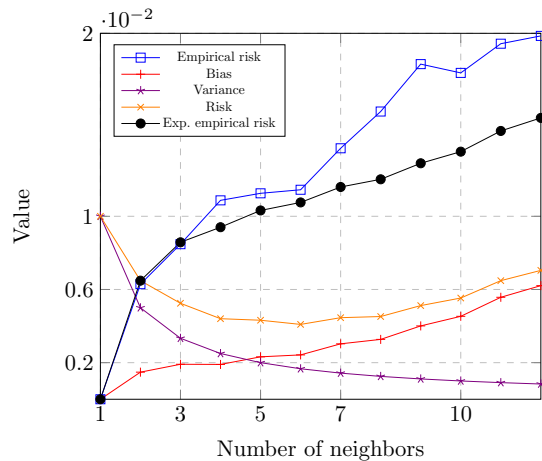 ·10⁻²
2
Empirical risk
Bias
Variance
Risk
Exp. empirical risk
1
0.6
0.2
Value
1 3 5 7 10
Number of neighbors